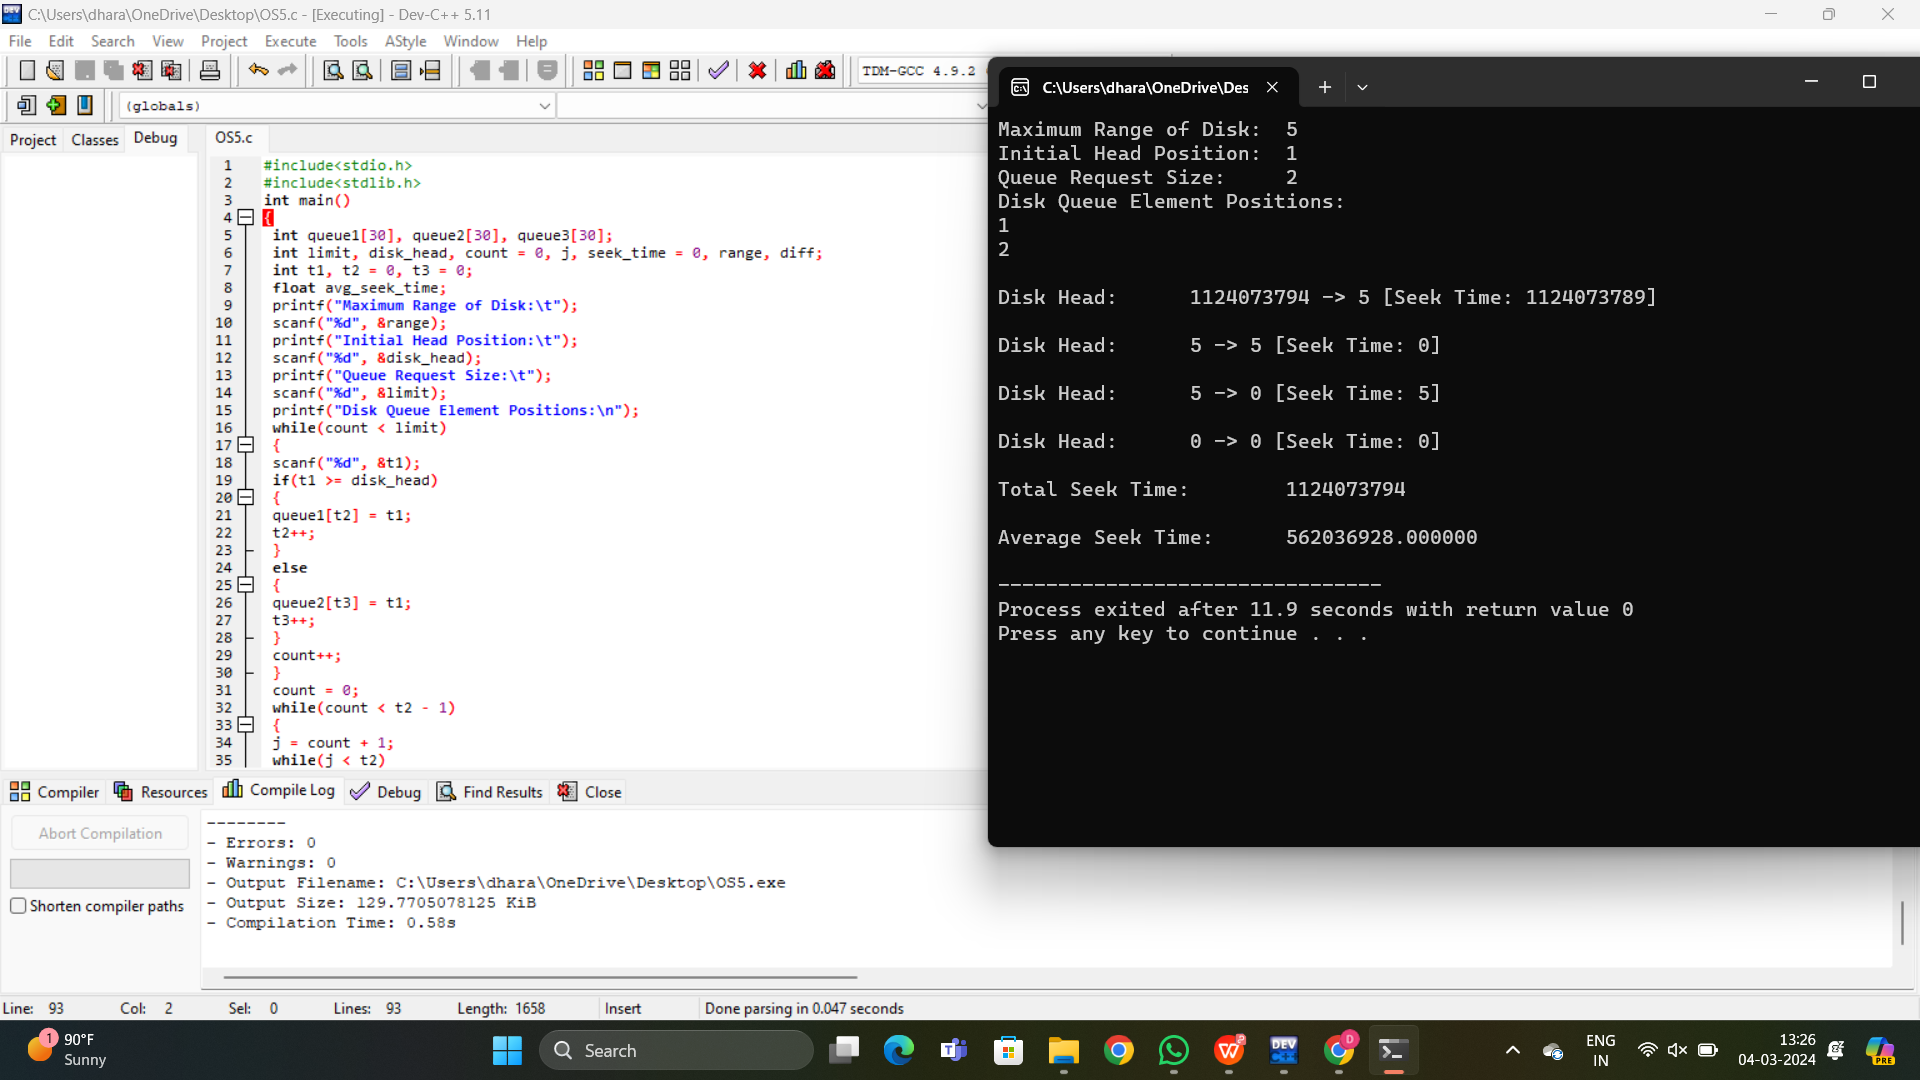 C:\Users\dhara\OneDrive\Desktop\OS5.c - [Executing] - Dev-C++ 5.11
File Edit Search View Project Execute Tools AStyle Window Help
TDM-GCC 4.9.2
(globals)
Project Classes Debug
OS5.c
1 #include<stdio.h>
2 #include<stdlib.h>
3 int main()
4 {
5 int queue1[30], queue2[30], queue3[30];
6 int limit, disk_head, count = 0, j, seek_time = 0, range, diff;
7 int t1, t2 = 0, t3 = 0;
8 float avg_seek_time;
9 printf("Maximum Range of Disk:\t");
10 scanf("%d", &range);
11 printf("Initial Head Position:\t");
12 scanf("%d", &disk_head);
13 printf("Queue Request Size:\t");
14 scanf("%d", &limit);
15 printf("Disk Queue Element Positions:\n");
16 while(count < limit)
17 {
18 scanf("%d", &t1);
19 if(t1 >= disk_head)
20 {
21 queue1[t2] = t1;
22 t2++;
23 }
24 else
25 {
26 queue2[t3] = t1;
27 t3++;
28 }
29 count++;
30 }
31 count = 0;
32 while(count < t2 - 1)
33 {
34 j = count + 1;
35 while(j < t2)
C:\Users\dhara\OneDrive\Des
Maximum Range of Disk: 5
Initial Head Position: 1
Queue Request Size: 2
Disk Queue Element Positions:
1
2
Disk Head: 1124073794 -> 5 [Seek Time: 1124073789]
Disk Head: 5 -> 5 [Seek Time: 0]
Disk Head: 5 -> 0 [Seek Time: 5]
Disk Head: 0 -> 0 [Seek Time: 0]
Total Seek Time: 1124073794
Average Seek Time: 562036928.000000
--------------------------------
Process exited after 11.9 seconds with return value 0
Press any key to continue . . .
Compiler Resources Compile Log Debug Find Results Close
Abort Compilation
Shorten compiler paths
--------
- Errors: 0
- Warnings: 0
- Output Filename: C:\Users\dhara\OneDrive\Desktop\OS5.exe
- Output Size: 129.7705078125 KiB
- Compilation Time: 0.58s
Line: 93 Col: 2 Sel: 0 Lines: 93 Length: 1658 Insert Done parsing in 0.047 seconds
1
90°F
Sunny
Search
DEV
D
ENG
IN
13:26
04-03-2024
PRE